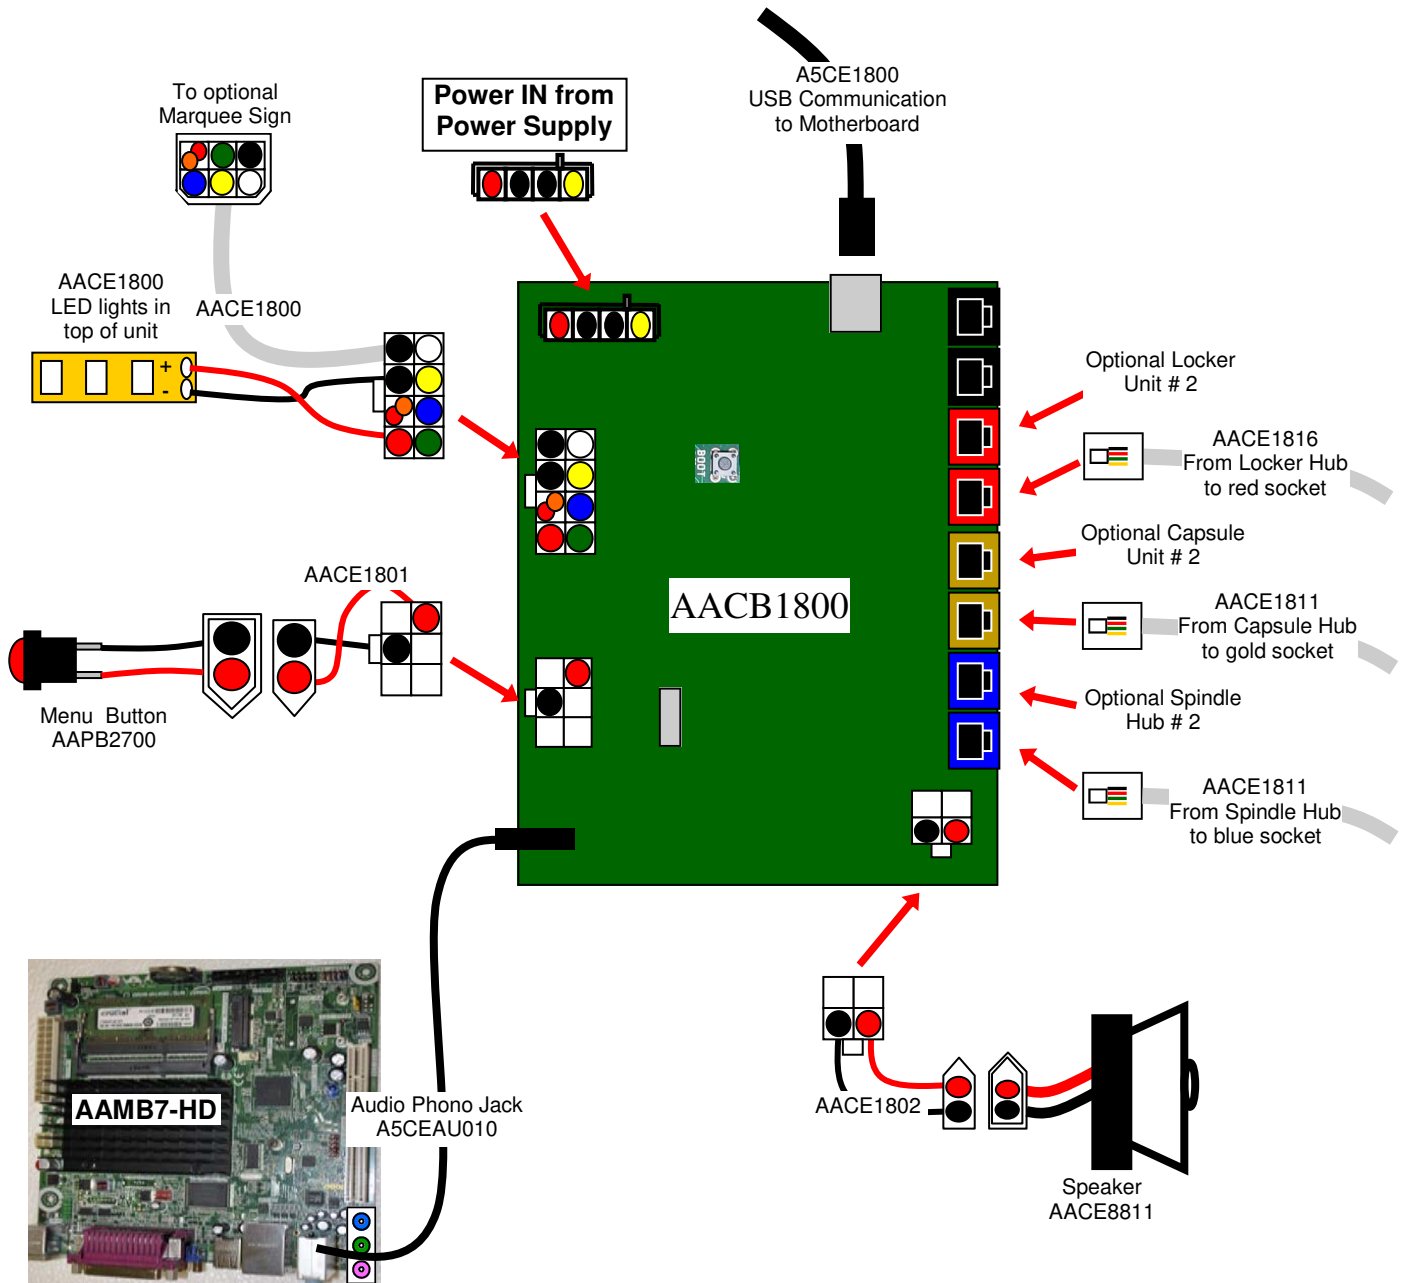 To optional
Marquee Sign
Power IN from
Power Supply
A5CE1800
USB Communication
to Motherboard
AACE1800
LED lights in
top of unit
AACE1800
+
-
BOOT
Optional Locker
Unit # 2
AACE1816
From Locker Hub
to red socket
Optional Capsule
Unit # 2
AACE1801
AACB1800
AACE1811
From Capsule Hub
to gold socket
Menu Button
AAPB2700
Optional Spindle
Hub # 2
AACE1811
From Spindle Hub
to blue socket
crucial
AAMB7-HD
Audio Phono Jack
A5CEAU010
AACE1802
Speaker
AACE8811